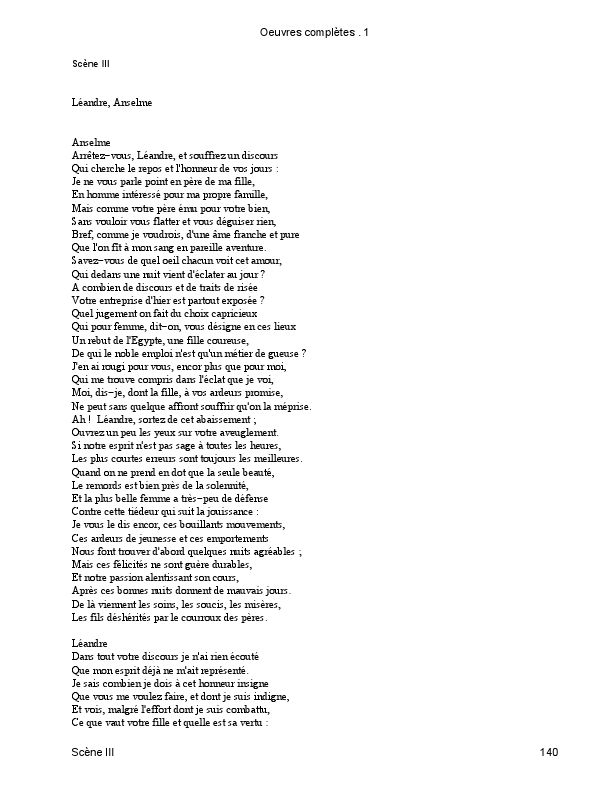 Oeuvres complètes . 1
Scène III
Léandre, Anselme
Anselme
Arrêtez-vous, Léandre, et souffrez un discours
Qui cherche le repos et l'honneur de vos jours :
Je ne vous parle point en père de ma fille,
En homme intéressé pour ma propre famille,
Mais comme votre père ému pour votre bien,
Sans vouloir vous flatter et vous déguiser rien,
Bref, comme je voudrois, d'une âme franche et pure
Que l'on fît à mon sang en pareille aventure.
Savez-vous de quel oeil chacun voit cet amour,
Qui dedans une nuit vient d'éclater au jour ?
A combien de discours et de traits de risée
Votre entreprise d'hier est partout exposée ?
Quel jugement on fait du choix capricieux
Qui pour femme, dit-on, vous désigne en ces lieux
Un rebut de l'Egypte, une fille coureuse,
De qui le noble emploi n'est qu'un métier de gueuse ?
J'en ai rougi pour vous, encor plus que pour moi,
Qui me trouve compris dans l'éclat que je voi,
Moi, dis-je, dont la fille, à vos ardeurs promise,
Ne peut sans quelque affront souffrir qu'on la méprise.
Ah ! Léandre, sortez de cet abaissement ;
Ouvrez un peu les yeux sur votre aveuglement.
Si notre esprit n'est pas sage à toutes les heures,
Les plus courtes erreurs sont toujours les meilleures.
Quand on ne prend en dot que la seule beauté,
Le remords est bien près de la solennité,
Et la plus belle femme a très-peu de défense
Contre cette tiédeur qui suit la jouissance :
Je vous le dis encor, ces bouillants mouvements,
Ces ardeurs de jeunesse et ces emportements
Nous font trouver d'abord quelques nuits agréables ;
Mais ces félicités ne sont guère durables,
Et notre passion alentissant son cours,
Après ces bonnes nuits donnent de mauvais jours.
De là viennent les soins, les soucis, les misères,
Les fils déshérités par le courroux des pères.
Léandre
Dans tout votre discours je n'ai rien écouté
Que mon esprit déjà ne m'ait représenté.
Je sais combien je dois à cet honneur insigne
Que vous me voulez faire, et dont je suis indigne,
Et vois, malgré l'effort dont je suis combattu,
Ce que vaut votre fille et quelle est sa vertu :
Scène III
140